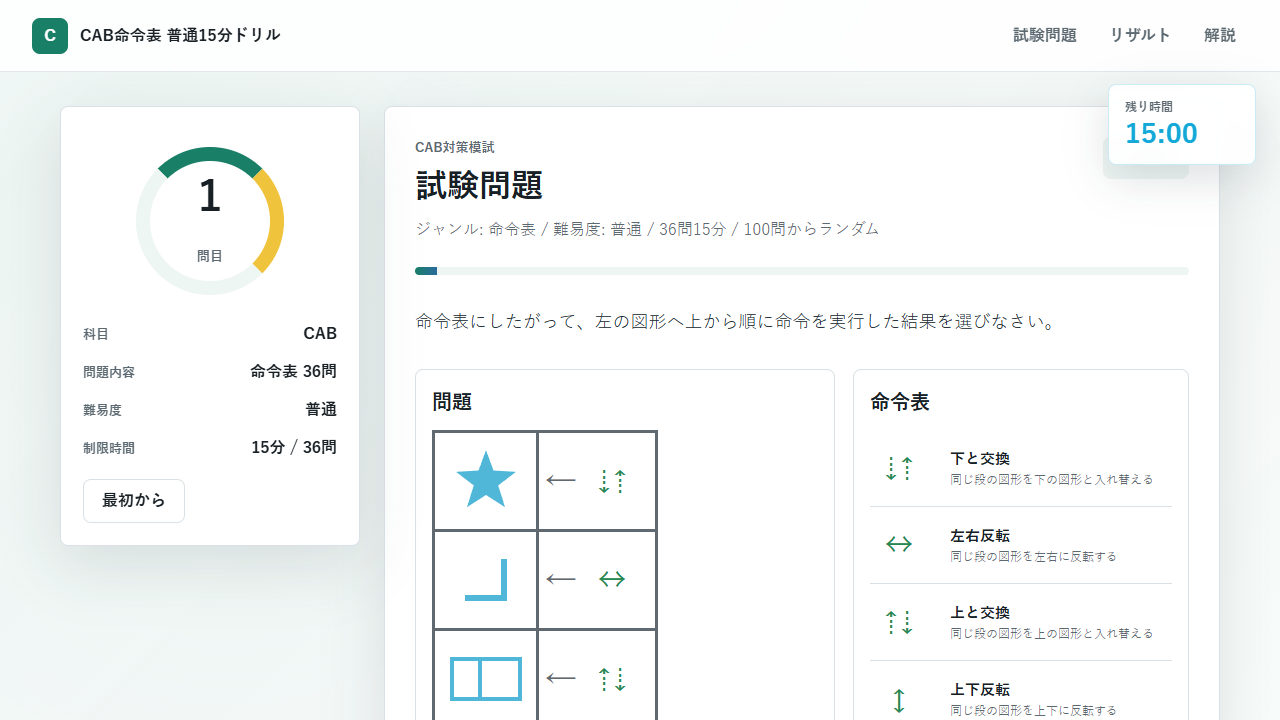 C CAB命令表 普通15分ドリル
試験問題 リザルト 解説
残り時間
15:00
1
問目
科目 CAB
問題内容 命令表 36問
難易度 普通
制限時間 15分 / 36問
最初から
CAB対策模試
試験問題
ジャンル: 命令表 / 難易度: 普通 / 36問15分 / 100問からランダム
命令表にしたがって、左の図形へ上から順に命令を実行した結果を選びなさい。
問題
命令表
下と交換
同じ段の図形を下の図形と入れ替える
左右反転
同じ段の図形を左右に反転する
上と交換
同じ段の図形を上の図形と入れ替える
上下反転
同じ段の図形を上下に反転する